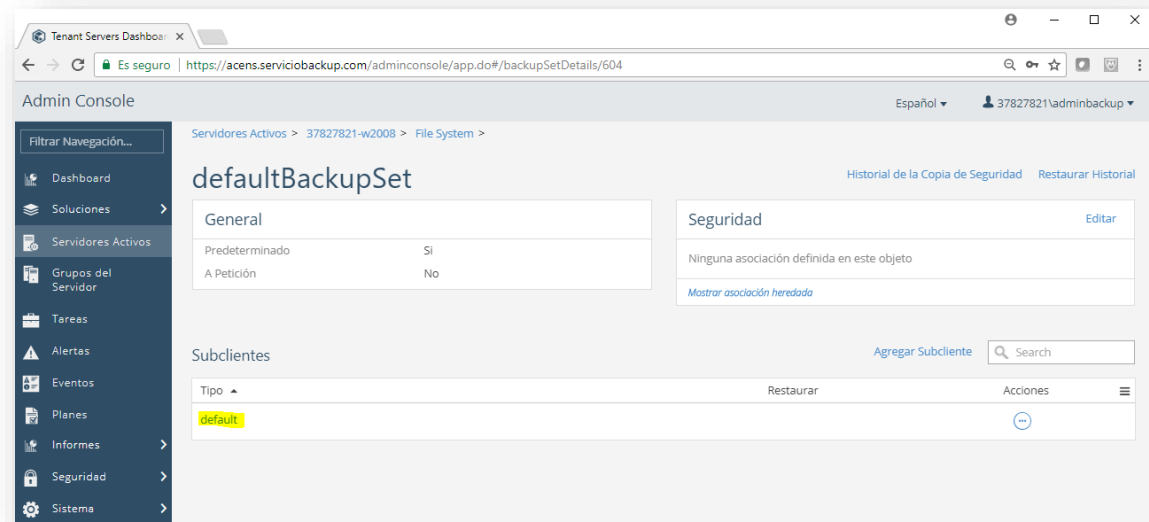 Tenant Servers Dashboar
Es seguro https://acens.serviciobackup.com/adminconsole/app.do#/backupSetDetails/604
Admin Console
Español
37827821\adminbackup
Filtrar Navegación...
Dashboard
Soluciones
Servidores Activos
Grupos del
Servidor
Tareas
Alertas
Eventos
Planes
Informes
Seguridad
Sistema
Servidores Activos > 37827821-w2008 > File System >
defaultBackupSet
Historial de la Copia de Seguridad Restaurar Historial
General
Predeterminado Si
A Petición No
Seguridad Editar
Ninguna asociación definida en este objeto
Mostrar asociación heredada
Subclientes
Agregar Subcliente Search
Tipo Restaurar Acciones
default